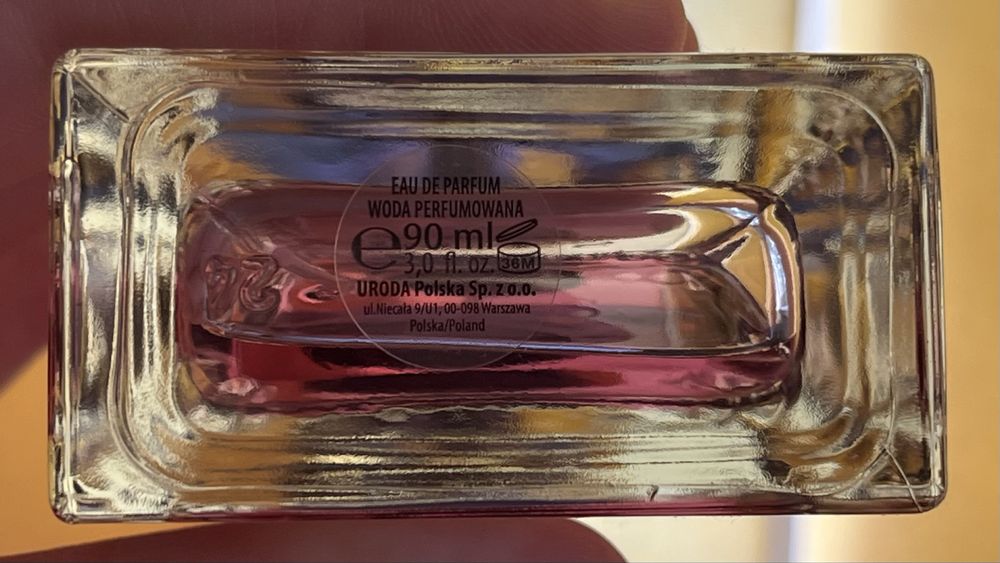 EAU DE PARFUM
WODA PERFUMOWANA
℮ 90 ml
3,0 fl. oz. 36M
URODA Polska Sp. z o.o.
ul.Niecała 9/U1, 00-098 Warszawa
Polska/Poland